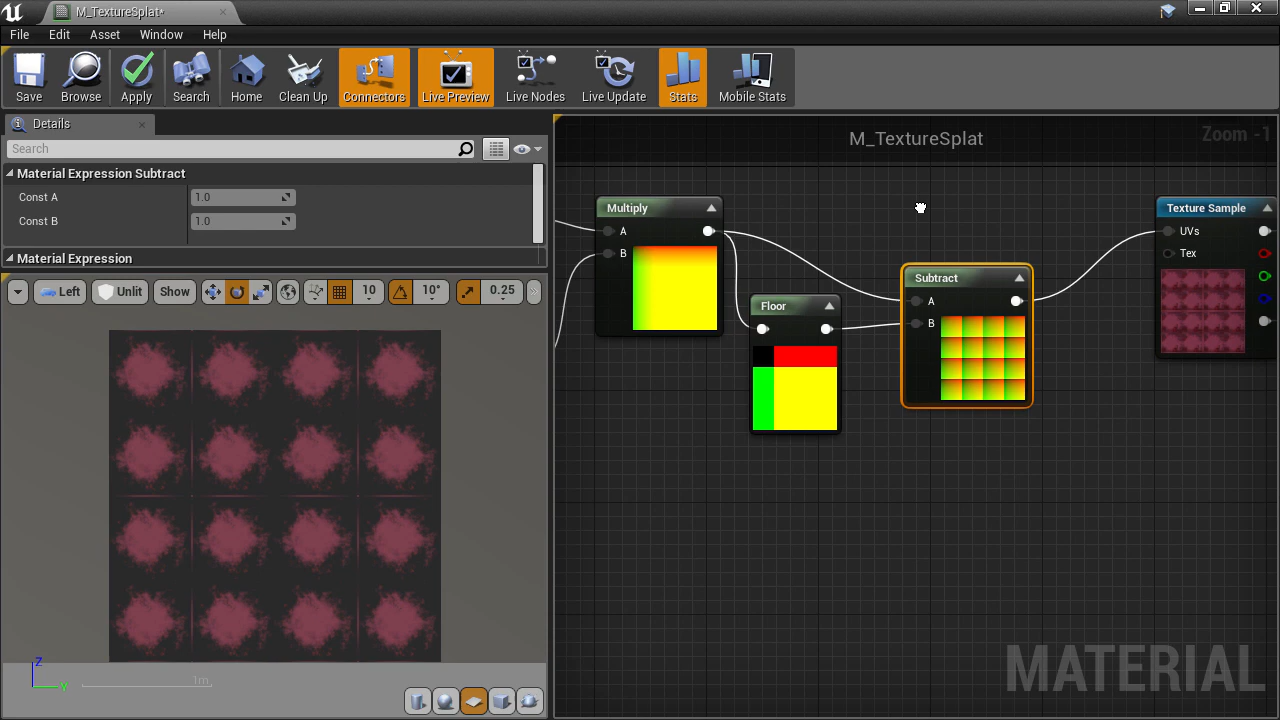 M_TextureSplat*
File Edit Asset Window Help
Save Browse Apply Search Home Clean Up Connectors Live Preview Live Nodes Live Update Stats Mobile Stats
Details
Search
Material Expression Subtract
Const A 1.0
Const B 1.0
Material Expression
Left Unlit Show 10 10° 0.25
Z
Y
1m
M_TextureSplat
Zoom -1
Multiply
A
B
Floor
Subtract
A
B
Texture Sample
UVs
Tex
MATERIAL